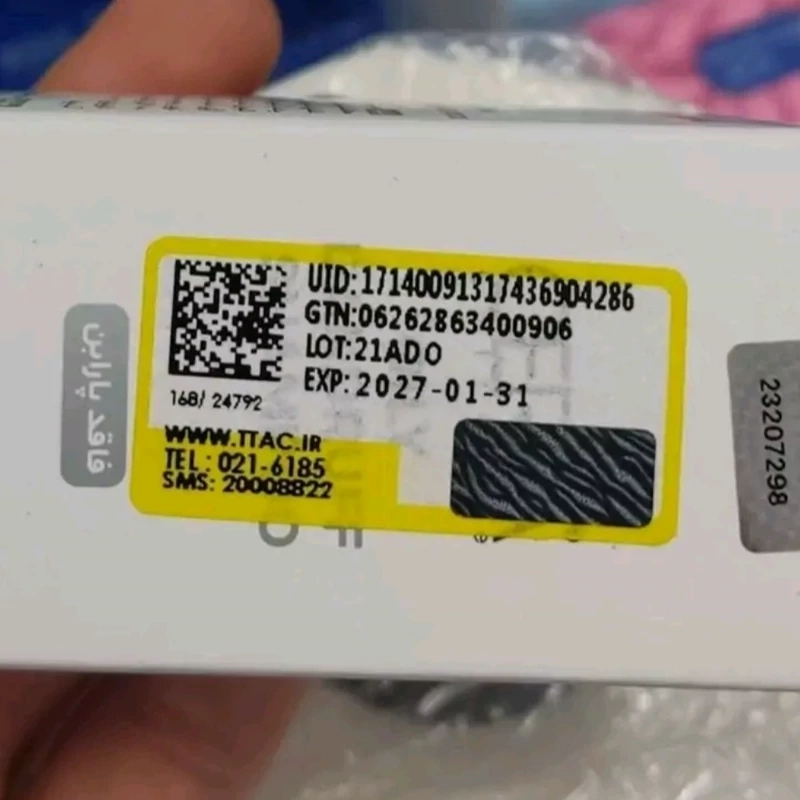 UID:17140091317436904286
GTN:06262863400906
LOT:21ADO
EXP:2027-01-31
168/ 24792
WWW.TTAC.IR
TEL: 021-6185
SMS: 20008822
فاقد پارابن
23207298